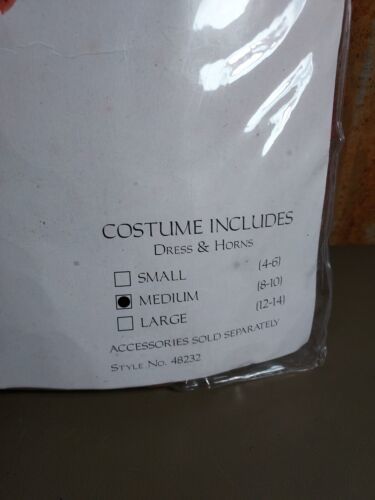 COSTUME INCLUDES
DRESS & HORNS
SMALL (4-6)
MEDIUM (8-10)
LARGE (12-14)
ACCESSORIES SOLD SEPARATELY
STYLE NO. 48232